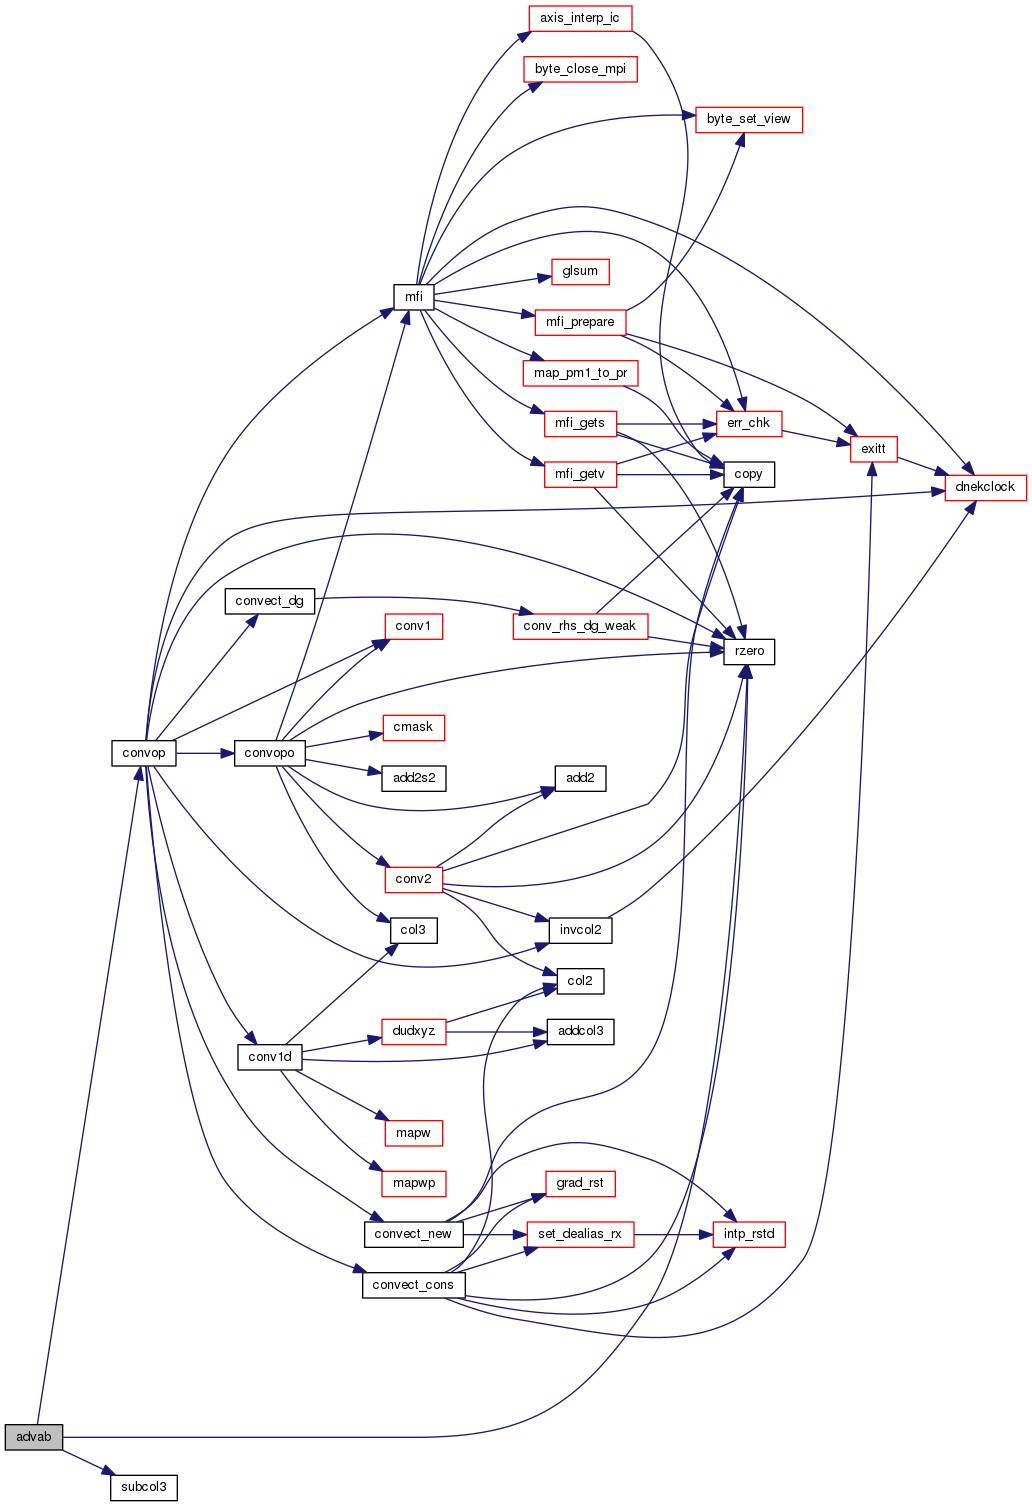 axis_interp_ic
byte_close_mpi
byte_set_view
glsum
mfi
mfi_prepare
map_pm1_to_pr
mfi_gets
err_chk
exitt
mfi_getv
copy
dnekclock
convect_dg
conv1
conv_rhs_dg_weak
rzero
cmask
convop
convopo
add2s2
add2
conv2
col3
invcol2
col2
dudxyz
addcol3
conv1d
mapw
mapwp
grad_rst
convect_new
set_dealias_rx
intp_rstd
convect_cons
advab
subcol3